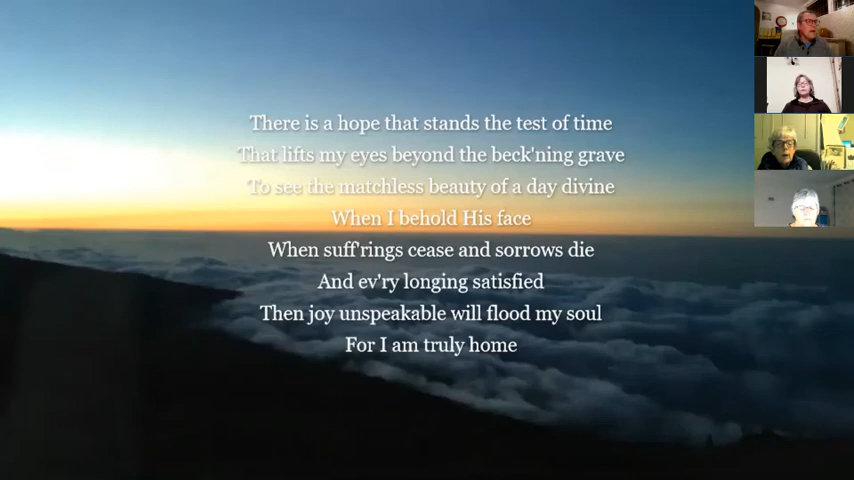 There is a hope that stands the test of time
That lifts my eyes beyond the beck'ning grave
To see the matchless beauty of a day divine
When I behold His face
When suff'rings cease and sorrows die
And ev'ry longing satisfied
Then joy unspeakable will flood my soul
For I am truly home